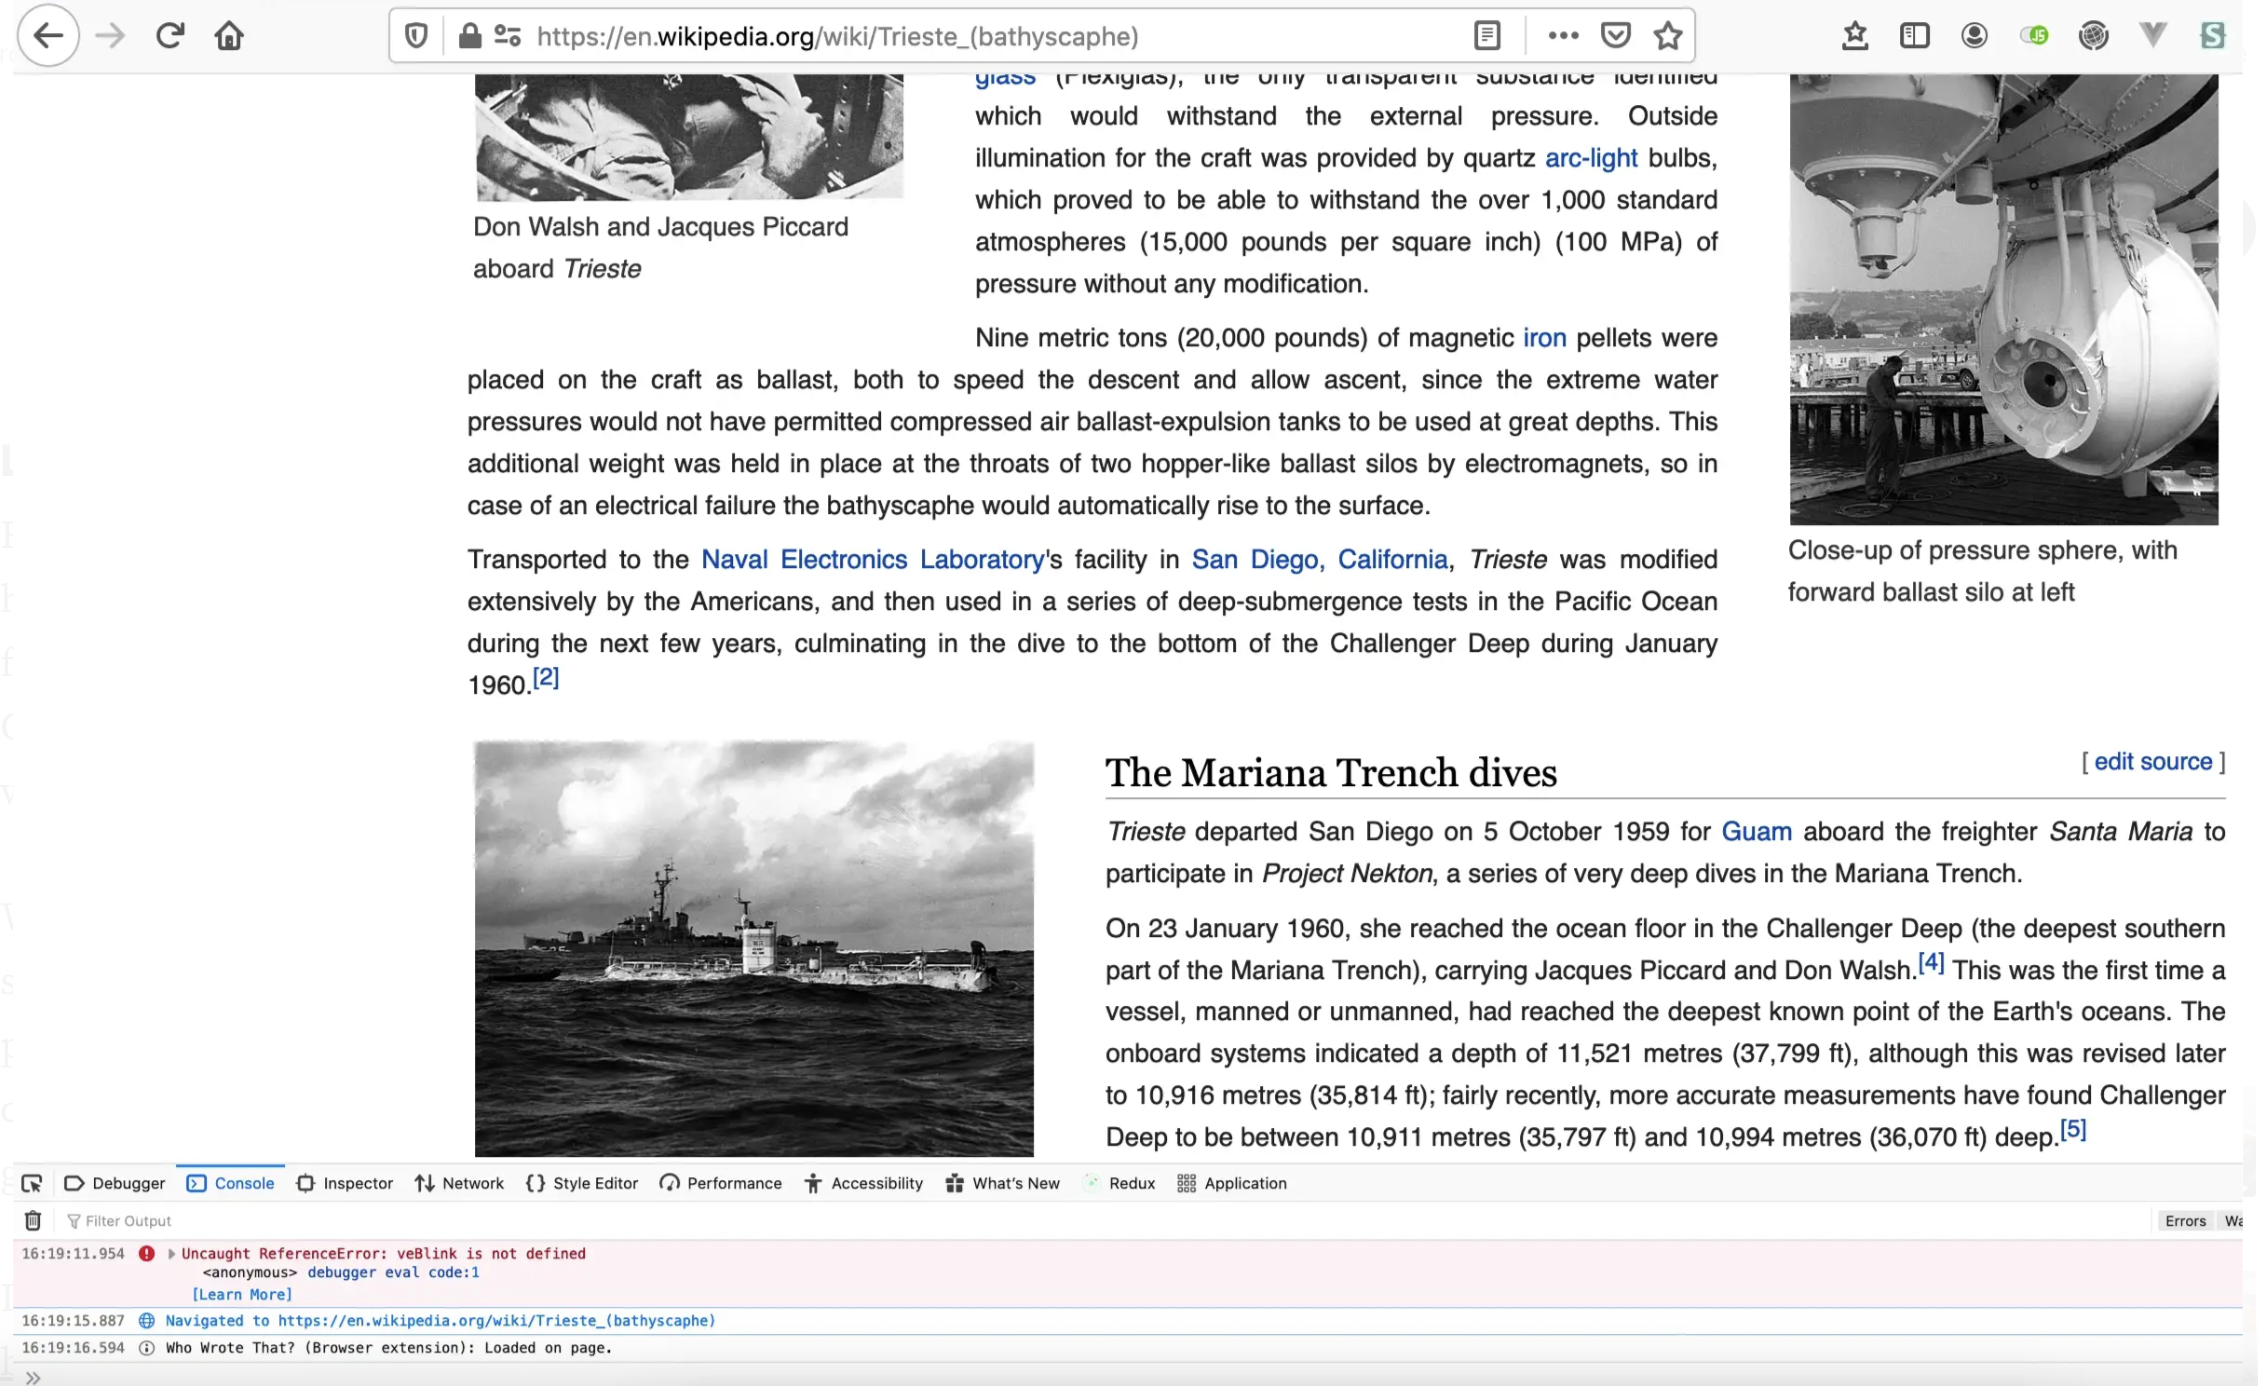 https://en.wikipedia.org/wiki/Trieste_(bathyscaphe)
JS
S
Don Walsh and Jacques Piccard
aboard Trieste
glass (Plexiglas), the only transparent substance identified
which would withstand the external pressure. Outside
illumination for the craft was provided by quartz arc-light bulbs,
which proved to be able to withstand the over 1,000 standard
atmospheres (15,000 pounds per square inch) (100 MPa) of
pressure without any modification.
Nine metric tons (20,000 pounds) of magnetic iron pellets were
placed on the craft as ballast, both to speed the descent and allow ascent, since the extreme water
pressures would not have permitted compressed air ballast-expulsion tanks to be used at great depths. This
additional weight was held in place at the throats of two hopper-like ballast silos by electromagnets, so in
case of an electrical failure the bathyscaphe would automatically rise to the surface.
Close-up of pressure sphere, with
forward ballast silo at left
Transported to the Naval Electronics Laboratory's facility in San Diego, California, Trieste was modified
extensively by the Americans, and then used in a series of deep-submergence tests in the Pacific Ocean
during the next few years, culminating in the dive to the bottom of the Challenger Deep during January
1960.[2]
The Mariana Trench dives
[ edit source ]
Trieste departed San Diego on 5 October 1959 for Guam aboard the freighter Santa Maria to
participate in Project Nekton, a series of very deep dives in the Mariana Trench.
On 23 January 1960, she reached the ocean floor in the Challenger Deep (the deepest southern
part of the Mariana Trench), carrying Jacques Piccard and Don Walsh.[4] This was the first time a
vessel, manned or unmanned, had reached the deepest known point of the Earth's oceans. The
onboard systems indicated a depth of 11,521 metres (37,799 ft), although this was revised later
to 10,916 metres (35,814 ft); fairly recently, more accurate measurements have found Challenger
Deep to be between 10,911 metres (35,797 ft) and 10,994 metres (36,070 ft) deep.[5]
Debugger Console Inspector Network {} Style Editor Performance Accessibility What's New Redux Application
Filter Output
Errors Wa
16:19:11.954 Uncaught ReferenceError: veBlink is not defined
<anonymous> debugger eval code:1
[Learn More]
16:19:15.887 Navigated to https://en.wikipedia.org/wiki/Trieste_(bathyscaphe)
16:19:16.594 Who Wrote That? (Browser extension): Loaded on page.
»